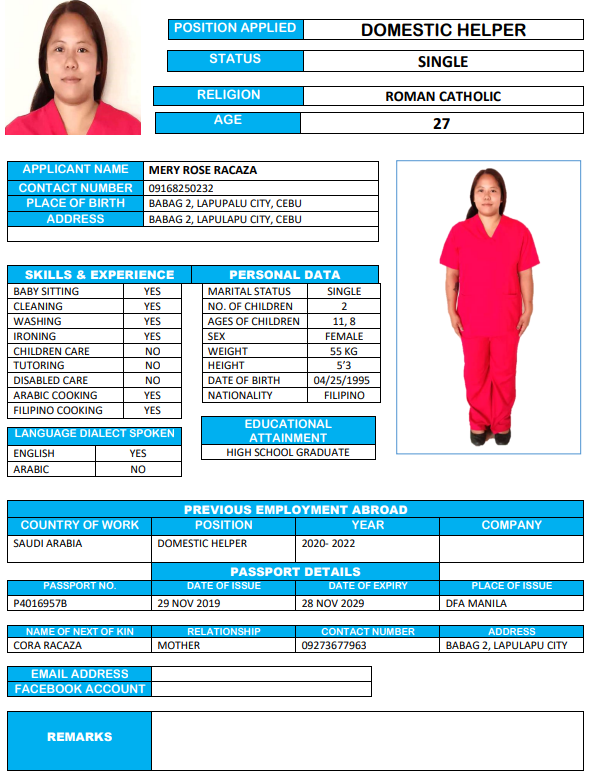 POSITION APPLIED DOMESTIC HELPER
STATUS SINGLE
RELIGION ROMAN CATHOLIC
AGE 27
APPLICANT NAME MERY ROSE RACAZA
CONTACT NUMBER 09168250232
PLACE OF BIRTH BABAG 2, LAPUPALU CITY, CEBU
ADDRESS BABAG 2, LAPULAPU CITY, CEBU
SKILLS & EXPERIENCE PERSONAL DATA
BABY SITTING YES MARITAL STATUS SINGLE
CLEANING YES NO. OF CHILDREN 2
WASHING YES AGES OF CHILDREN 11, 8
IRONING YES SEX FEMALE
CHILDREN CARE NO WEIGHT 55 KG
TUTORING NO HEIGHT 5'3
DISABLED CARE NO DATE OF BIRTH 04/25/1995
ARABIC COOKING YES NATIONALITY FILIPINO
FILIPINO COOKING YES
EDUCATIONAL
ATTAINMENT
HIGH SCHOOL GRADUATE
LANGUAGE DIALECT SPOKEN
ENGLISH YES
ARABIC NO
PREVIOUS EMPLOYMENT ABROAD
COUNTRY OF WORK POSITION YEAR COMPANY
SAUDI ARABIA DOMESTIC HELPER 2020- 2022
PASSPORT DETAILS
PASSPORT NO. DATE OF ISSUE DATE OF EXPIRY PLACE OF ISSUE
P4016957B 29 NOV 2019 28 NOV 2029 DFA MANILA
NAME OF NEXT OF KIN RELATIONSHIP CONTACT NUMBER ADDRESS
CORA RACAZA MOTHER 09273677963 BABAG 2, LAPULAPU CITY
EMAIL ADDRESS
FACEBOOK ACCOUNT
REMARKS